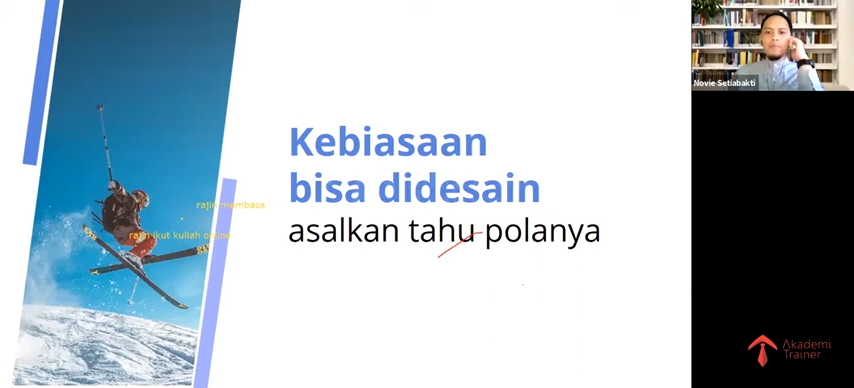 Kebiasaan
bisa didesain
asalkan tahu polanya
rajin membaca
rajin ikut kuliah online
Novie Setiabakti
Akademi
Trainer